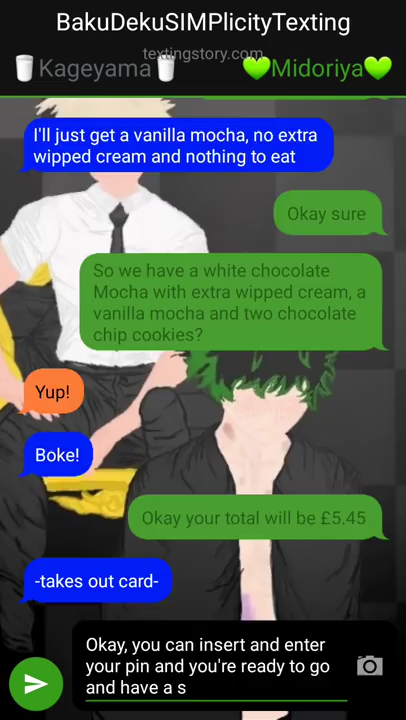 BakuDekuSIMPlicityTexting
textingstory.com
🥛Kageyama🥛
💚Midoriya💚
I'll just get a vanilla mocha, no extra
wipped cream and nothing to eat
Okay sure
So we have a white chocolate
Mocha with extra wipped cream, a
vanilla mocha and two chocolate
chip cookies?
Yup!
Boke!
Okay your total will be £5.45
-takes out card-
Okay, you can insert and enter
your pin and you're ready to go
and have a s